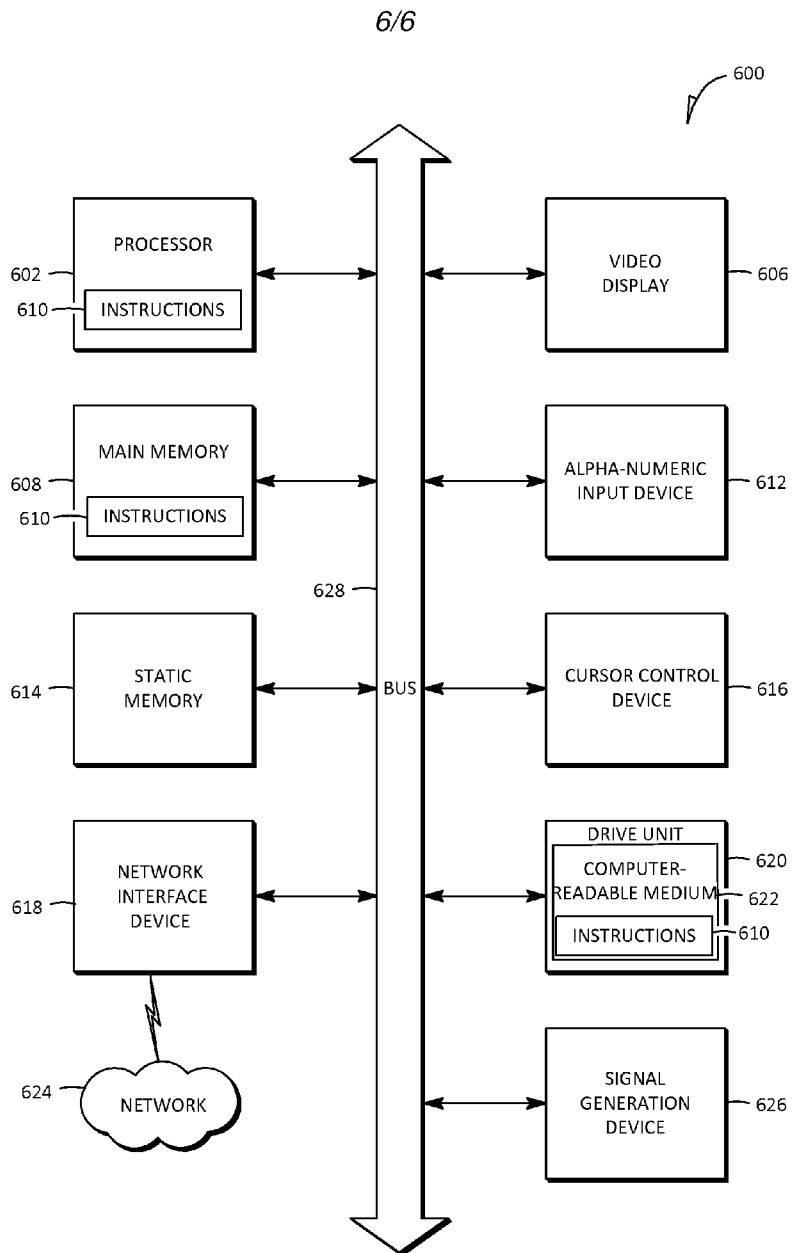 6/6
600
PROCESSOR
602
610
INSTRUCTIONS
VIDEO
DISPLAY
606
MAIN MEMORY
608
610
INSTRUCTIONS
ALPHA-NUMERIC
INPUT DEVICE
612
628
BUS
STATIC
MEMORY
614
CURSOR CONTROL
DEVICE
616
NETWORK
INTERFACE
DEVICE
618
DRIVE UNIT
620
COMPUTER-
READABLE MEDIUM
622
INSTRUCTIONS
610
624
NETWORK
SIGNAL
GENERATION
DEVICE
626